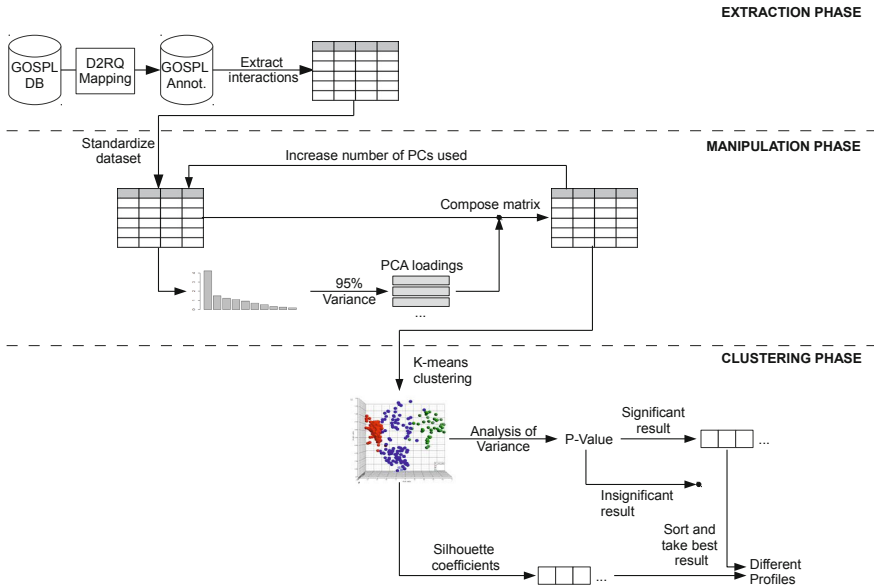 EXTRACTION PHASE
GOSPL
DB
D2RQ
Mapping
GOSPL
Annot.
Extract
interactions
Standardize
dataset
MANIPULATION PHASE
Increase number of PCs used
Compose matrix
PCA loadings
95%
Variance
...
CLUSTERING PHASE
K-means
clustering
Analysis of
Variance
P-Value
Significant
result
...
Insignificant
result
Sort and
take best
result
Silhouette
coefficients
...
Different
Profiles